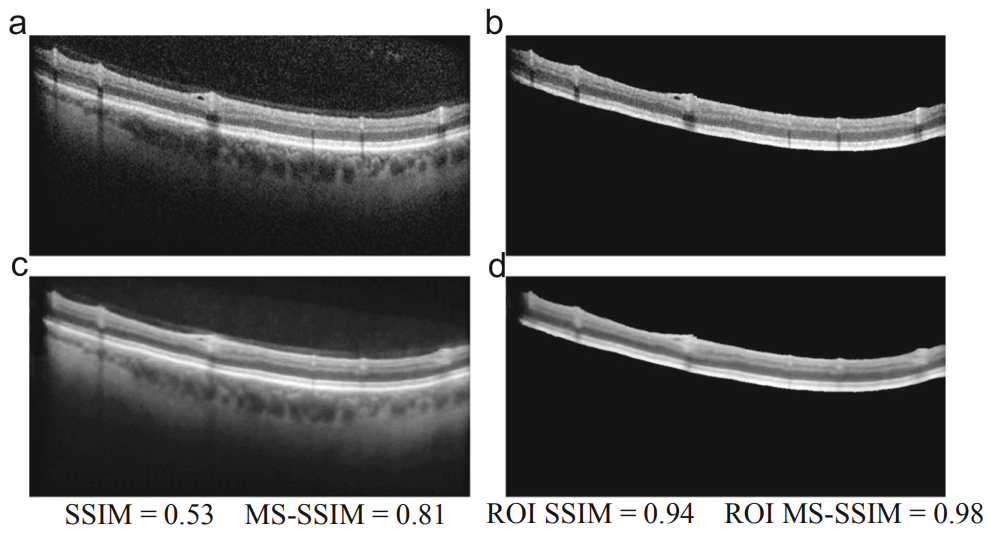 a b
c d
SSIM = 0.53 MS-SSIM = 0.81 ROI SSIM = 0.94 ROI MS-SSIM = 0.98